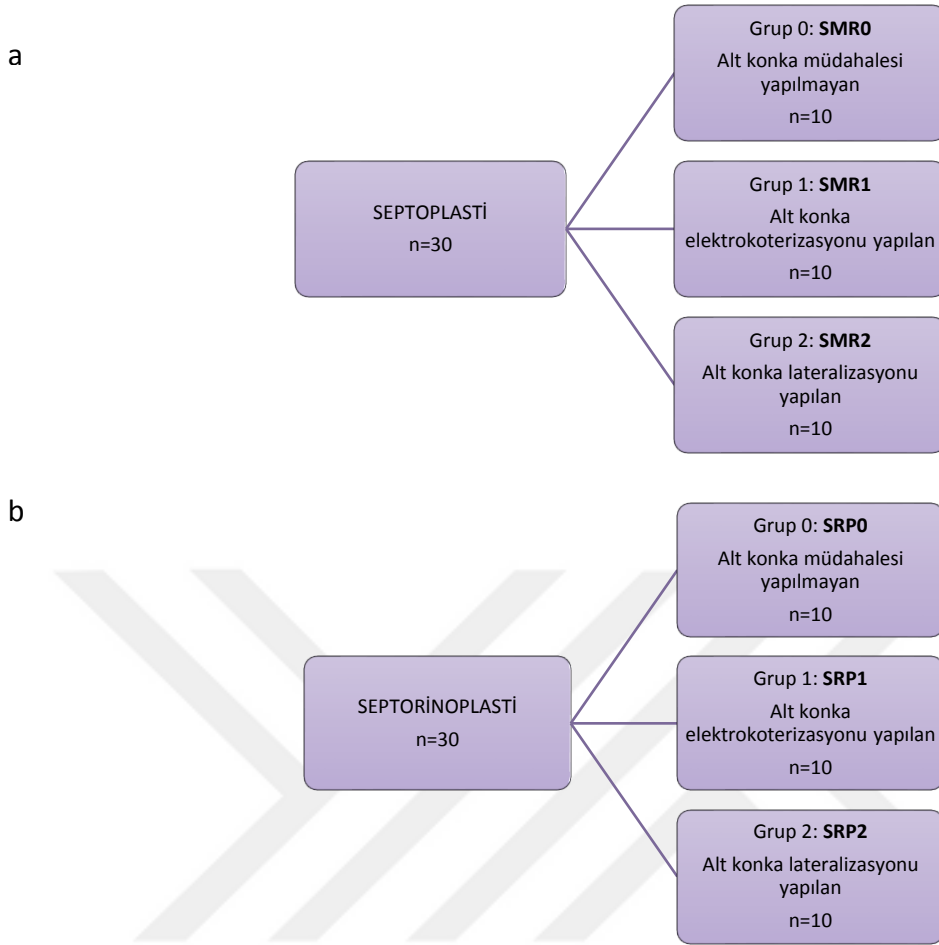 a
SEPTOPLASTİ
n=30
Grup 0: SMR0
Alt konka müdahalesi
yapılmayan
n=10
Grup 1: SMR1
Alt konka
elektrokoterizasyonu yapılan
n=10
Grup 2: SMR2
Alt konka lateralizasyonu
yapılan
n=10
b
SEPTORİNOPLASTİ
n=30
Grup 0: SRP0
Alt konka müdahalesi
yapılmayan
n=10
Grup 1: SRP1
Alt konka
elektrokoterizasyonu yapılan
n=10
Grup 2: SRP2
Alt konka lateralizasyonu
yapılan
n=10